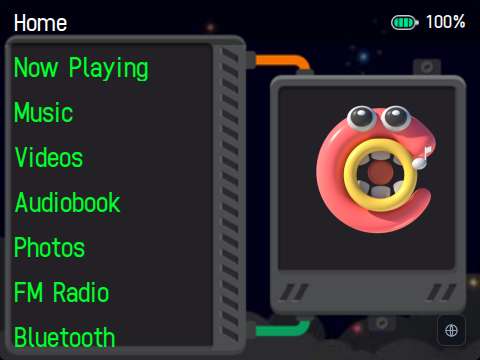 Home
100%
Now Playing
Music
Videos
Audiobook
Photos
FM Radio
Bluetooth